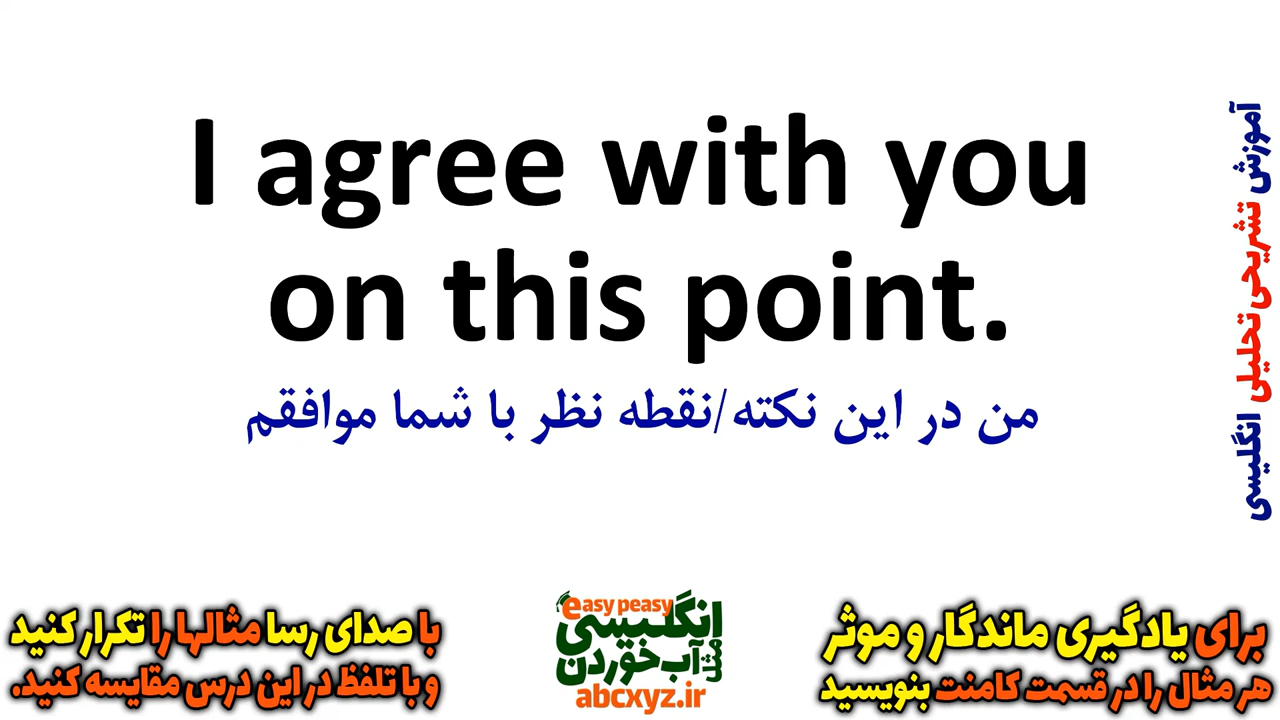 I agree with you
on this point.
من در این نکته/نقطه نظر با شما موافقم
آموزش تشریحی تحلیلی انگلیسی
برای یادگیری ماندگار و موثر
هر مثال را در قسمت کامنت بنویسید
easy peasy
انگلیسی
مثل آب خوردن
abcxyz.ir
با صدای رسا مثالها را تکرار کنید
و با تلفظ در این درس مقایسه کنید.